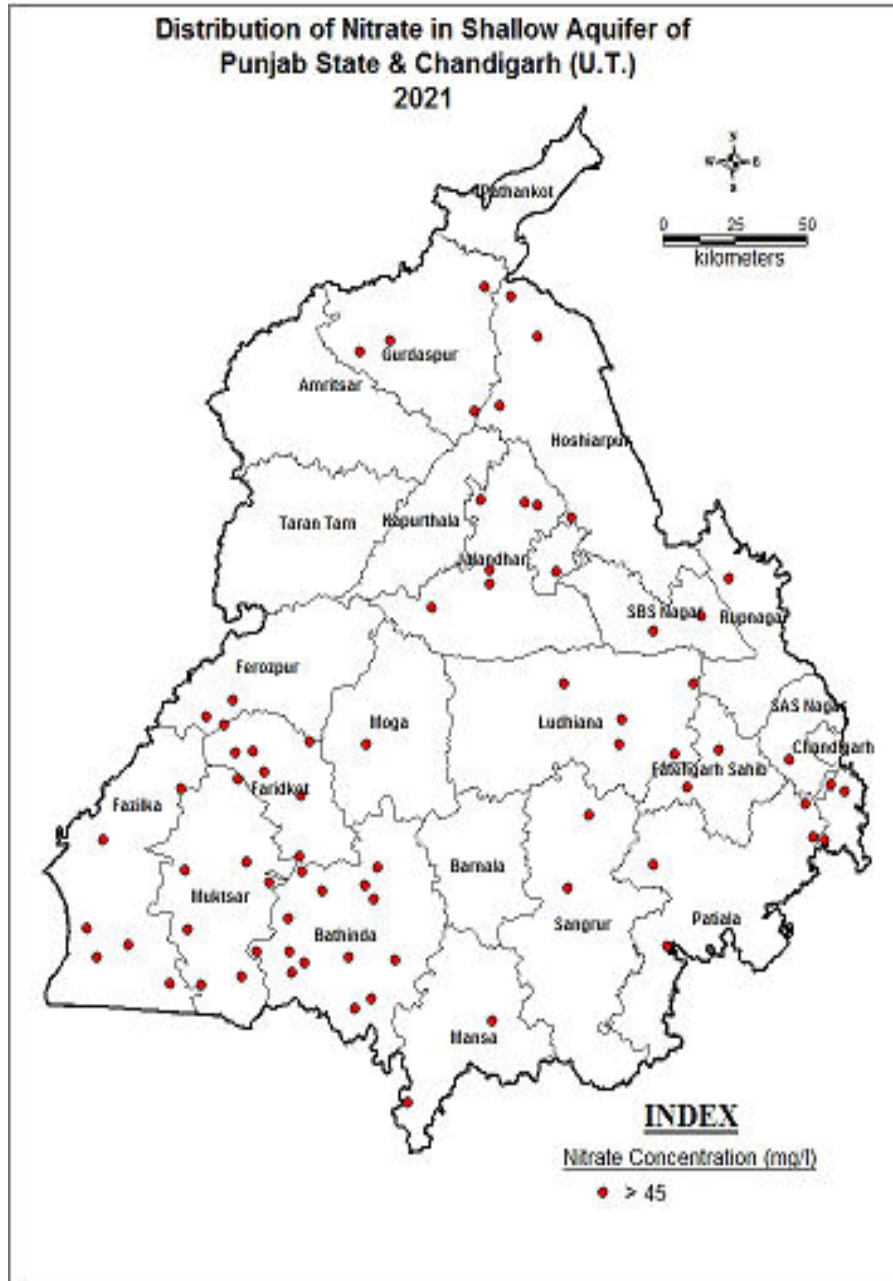 Distribution of Nitrate in Shallow Aquifer of
Punjab State & Chandigarh (U.T.)
2021
N
W E
S
Pathankot
0 25 50
kilometers
Gurdaspur
Amritsar
Hoshiarpur
Taran Tarn
Kapurthala
Jalandhar
SBS Nagar
Rupnagar
Ferozpur
Moga
Ludhiana
SAS Nagar
Chandigarh
Fatehgarh Sahib
Fazilka
Faridkot
Barnala
Muktsar
Bathinda
Sangrur
Patiala
Mansa
INDEX
Nitrate Concentration (mg/l)
> 45